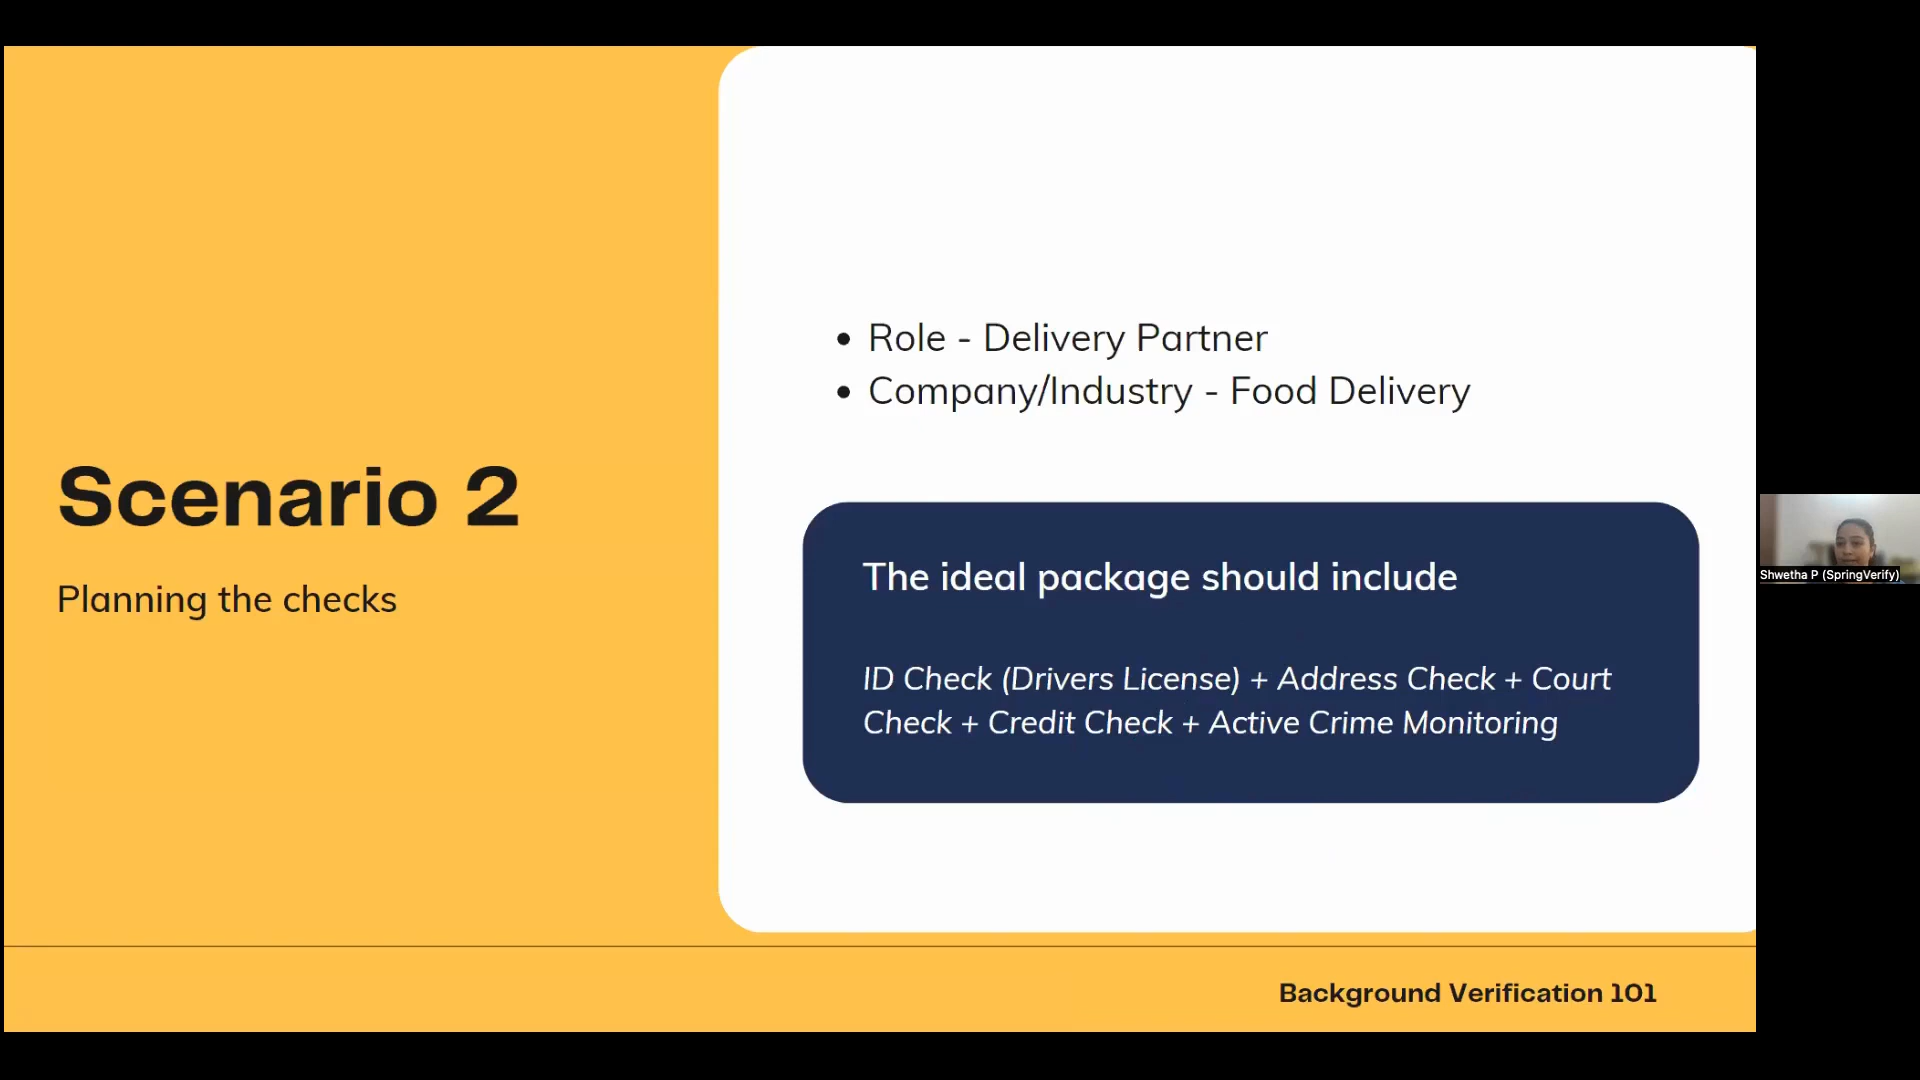 Scenario 2
Planning the checks
• Role - Delivery Partner
• Company/Industry - Food Delivery
The ideal package should include
ID Check (Drivers License) + Address Check + Court
Check + Credit Check + Active Crime Monitoring
Background Verification 101
Shwetha P (SpringVerify)